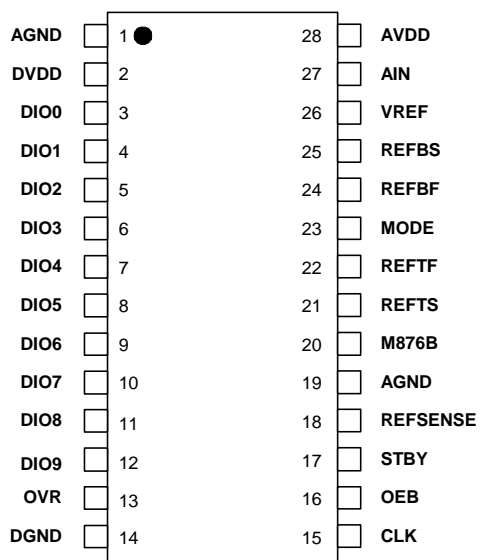 AGND 1 28 AVDD
DVDD 2 27 AIN
DIO0 3 26 VREF
DIO1 4 25 REFBS
DIO2 5 24 REFBF
DIO3 6 23 MODE
DIO4 7 22 REFTF
DIO5 8 21 REFTS
DIO6 9 20 M876B
DIO7 10 19 AGND
DIO8 11 18 REFSENSE
DIO9 12 17 STBY
OVR 13 16 OEB
DGND 14 15 CLK